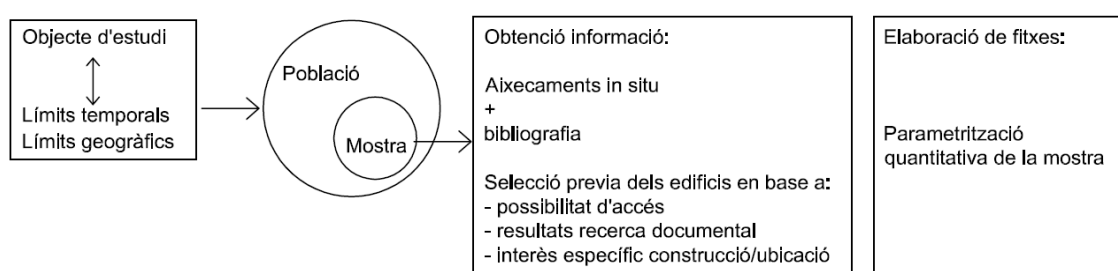 Objecte d'estudi
Límits temporals
Límits geogràfics
Població
Mostra
Obtenció informació:
Aixecaments in situ
+
bibliografia
Selecció previa dels edificis en base a:
- possibilitat d'accés
- resultats recerca documental
- interès específic construcció/ubicació
Elaboració de fitxes:
Parametrització
quantitativa de la mostra